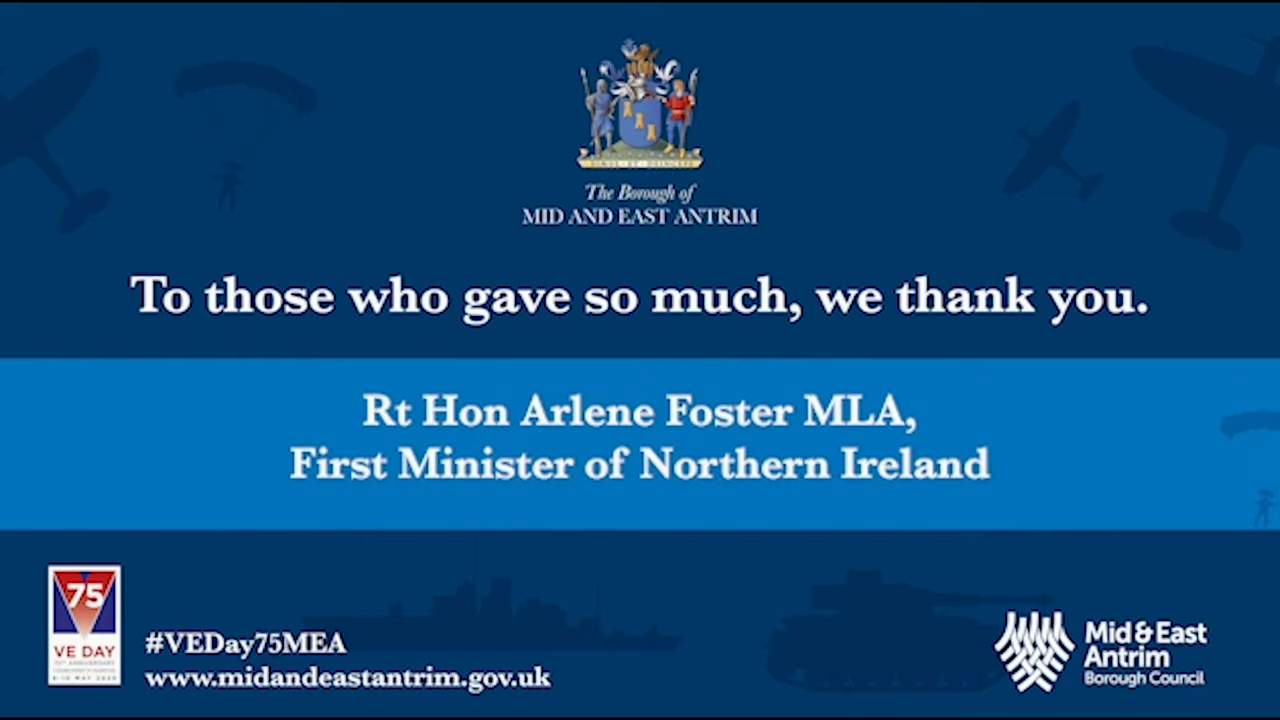 The Borough of
MID AND EAST ANTRIM
To those who gave so much, we thank you.
Rt Hon Arlene Foster MLA,
First Minister of Northern Ireland
75
VE DAY
#VEDay75MEA
www.midandeastantrim.gov.uk
Mid & East
Antrim
Borough Council